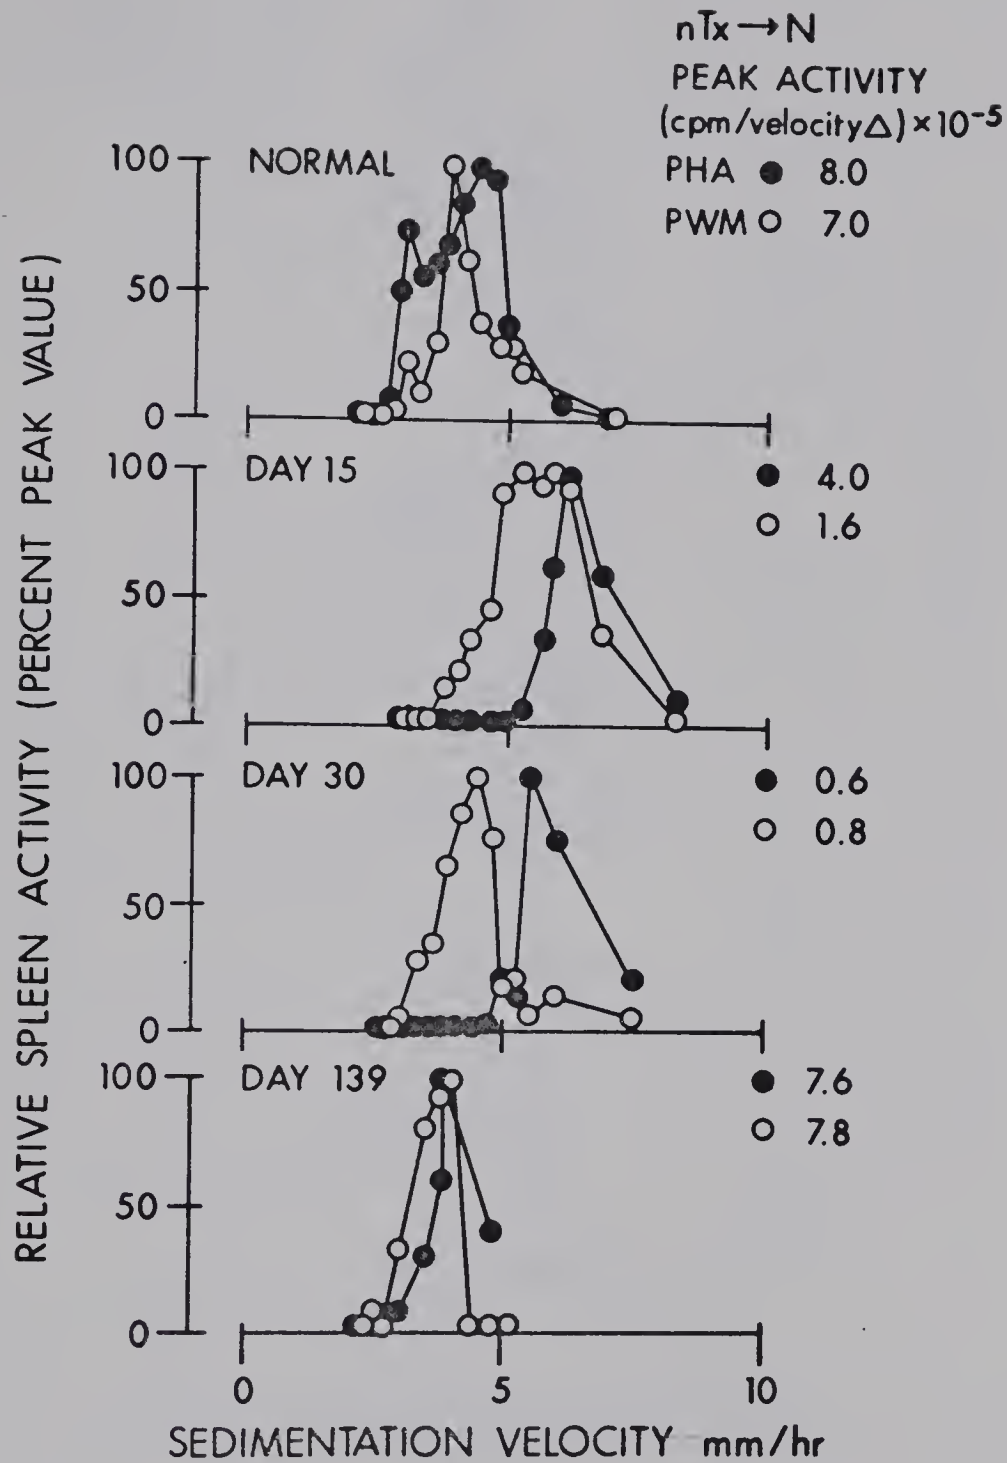 nTx → N
PEAK ACTIVITY
(cpm/velocity Δ) × 10⁻⁵
PHA ● 8.0
PWM ○ 7.0
RELATIVE SPLEEN ACTIVITY (PERCENT PEAK VALUE)
NORMAL
100
50
0
DAY 15
100
50
0
● 4.0
○ 1.6
DAY 30
100
50
0
● 0.6
○ 0.8
DAY 139
100
50
0
● 7.6
○ 7.8
0 5 10
SEDIMENTATION VELOCITY mm/hr